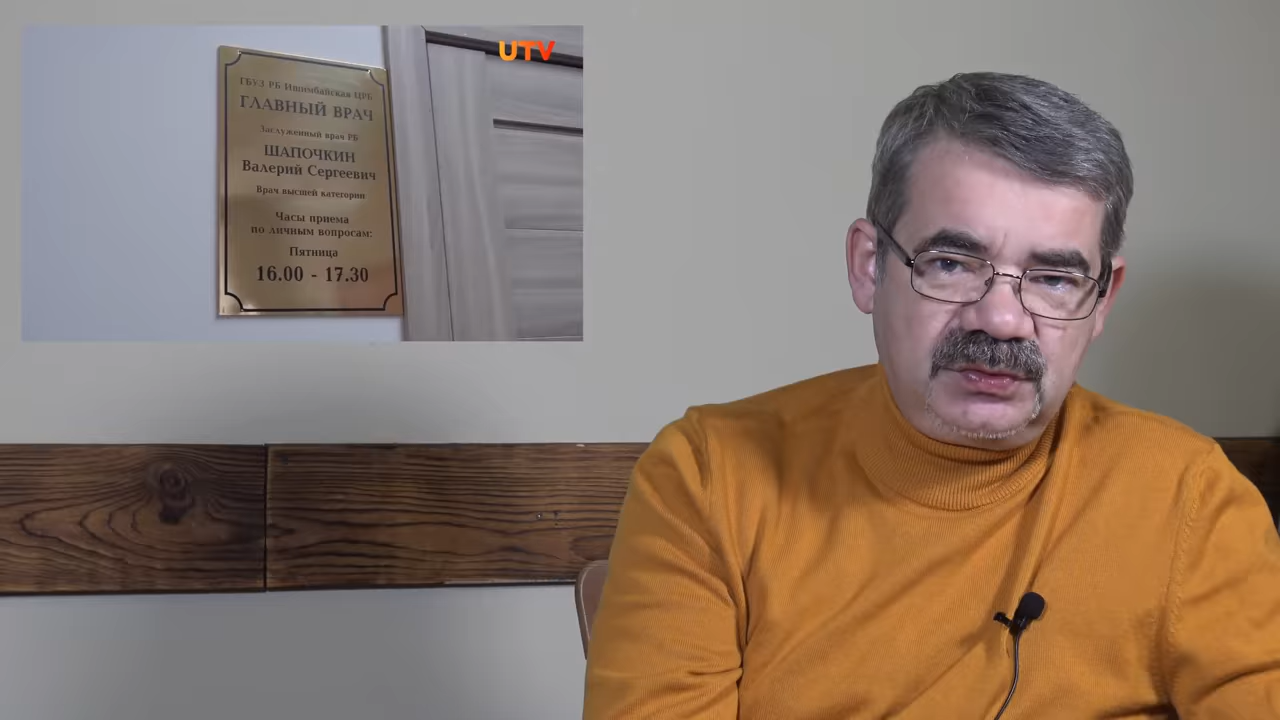 UTV
ГБУЗ РБ Ишимбайская ЦРБ
ГЛАВНЫЙ ВРАЧ
Заслуженный врач РБ
ШАПОЧКИН
Валерий Сергеевич
Врач высшей категории
Часы приема
по личным вопросам:
Пятница
16.00 - 17.30